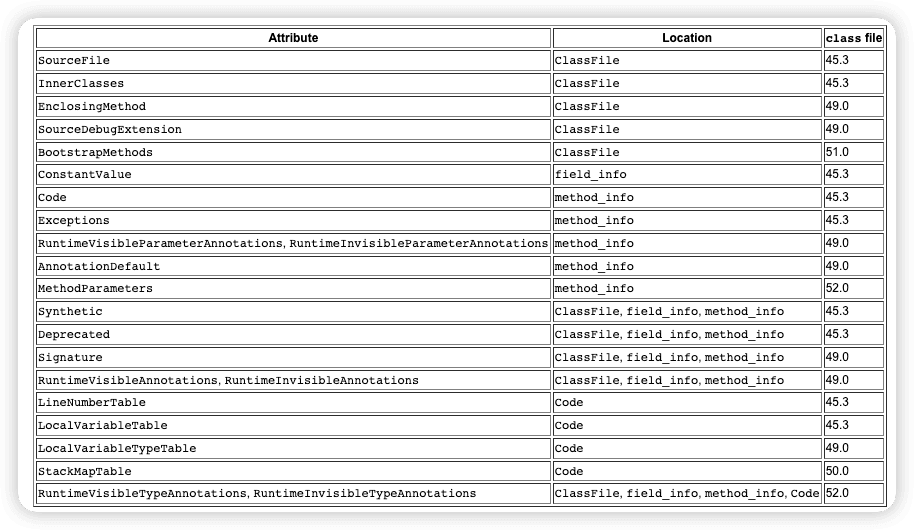 Attribute Location class file
SourceFile ClassFile 45.3
InnerClasses ClassFile 45.3
EnclosingMethod ClassFile 49.0
SourceDebugExtension ClassFile 49.0
BootstrapMethods ClassFile 51.0
ConstantValue field_info 45.3
Code method_info 45.3
Exceptions method_info 45.3
RuntimeVisibleParameterAnnotations, RuntimeInvisibleParameterAnnotations method_info 49.0
AnnotationDefault method_info 49.0
MethodParameters method_info 52.0
Synthetic ClassFile, field_info, method_info 45.3
Deprecated ClassFile, field_info, method_info 45.3
Signature ClassFile, field_info, method_info 49.0
RuntimeVisibleAnnotations, RuntimeInvisibleAnnotations ClassFile, field_info, method_info 49.0
LineNumberTable Code 45.3
LocalVariableTable Code 45.3
LocalVariableTypeTable Code 49.0
StackMapTable Code 50.0
RuntimeVisibleTypeAnnotations, RuntimeInvisibleTypeAnnotations ClassFile, field_info, method_info, Code 52.0